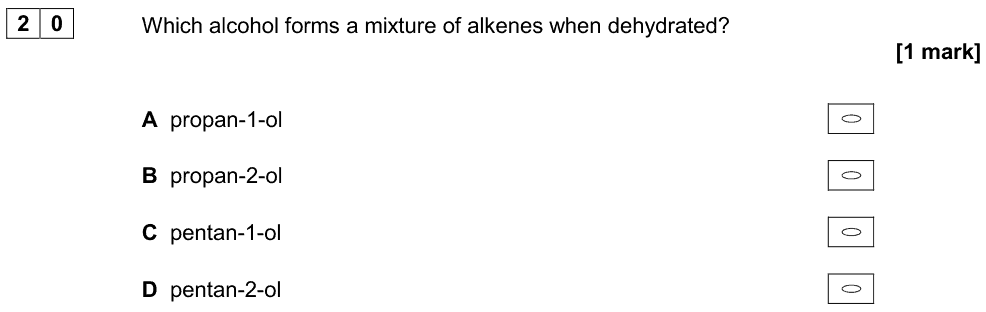 2 0 Which alcohol forms a mixture of alkenes when dehydrated?
[1 mark]
A propan-1-ol
B propan-2-ol
C pentan-1-ol
D pentan-2-ol